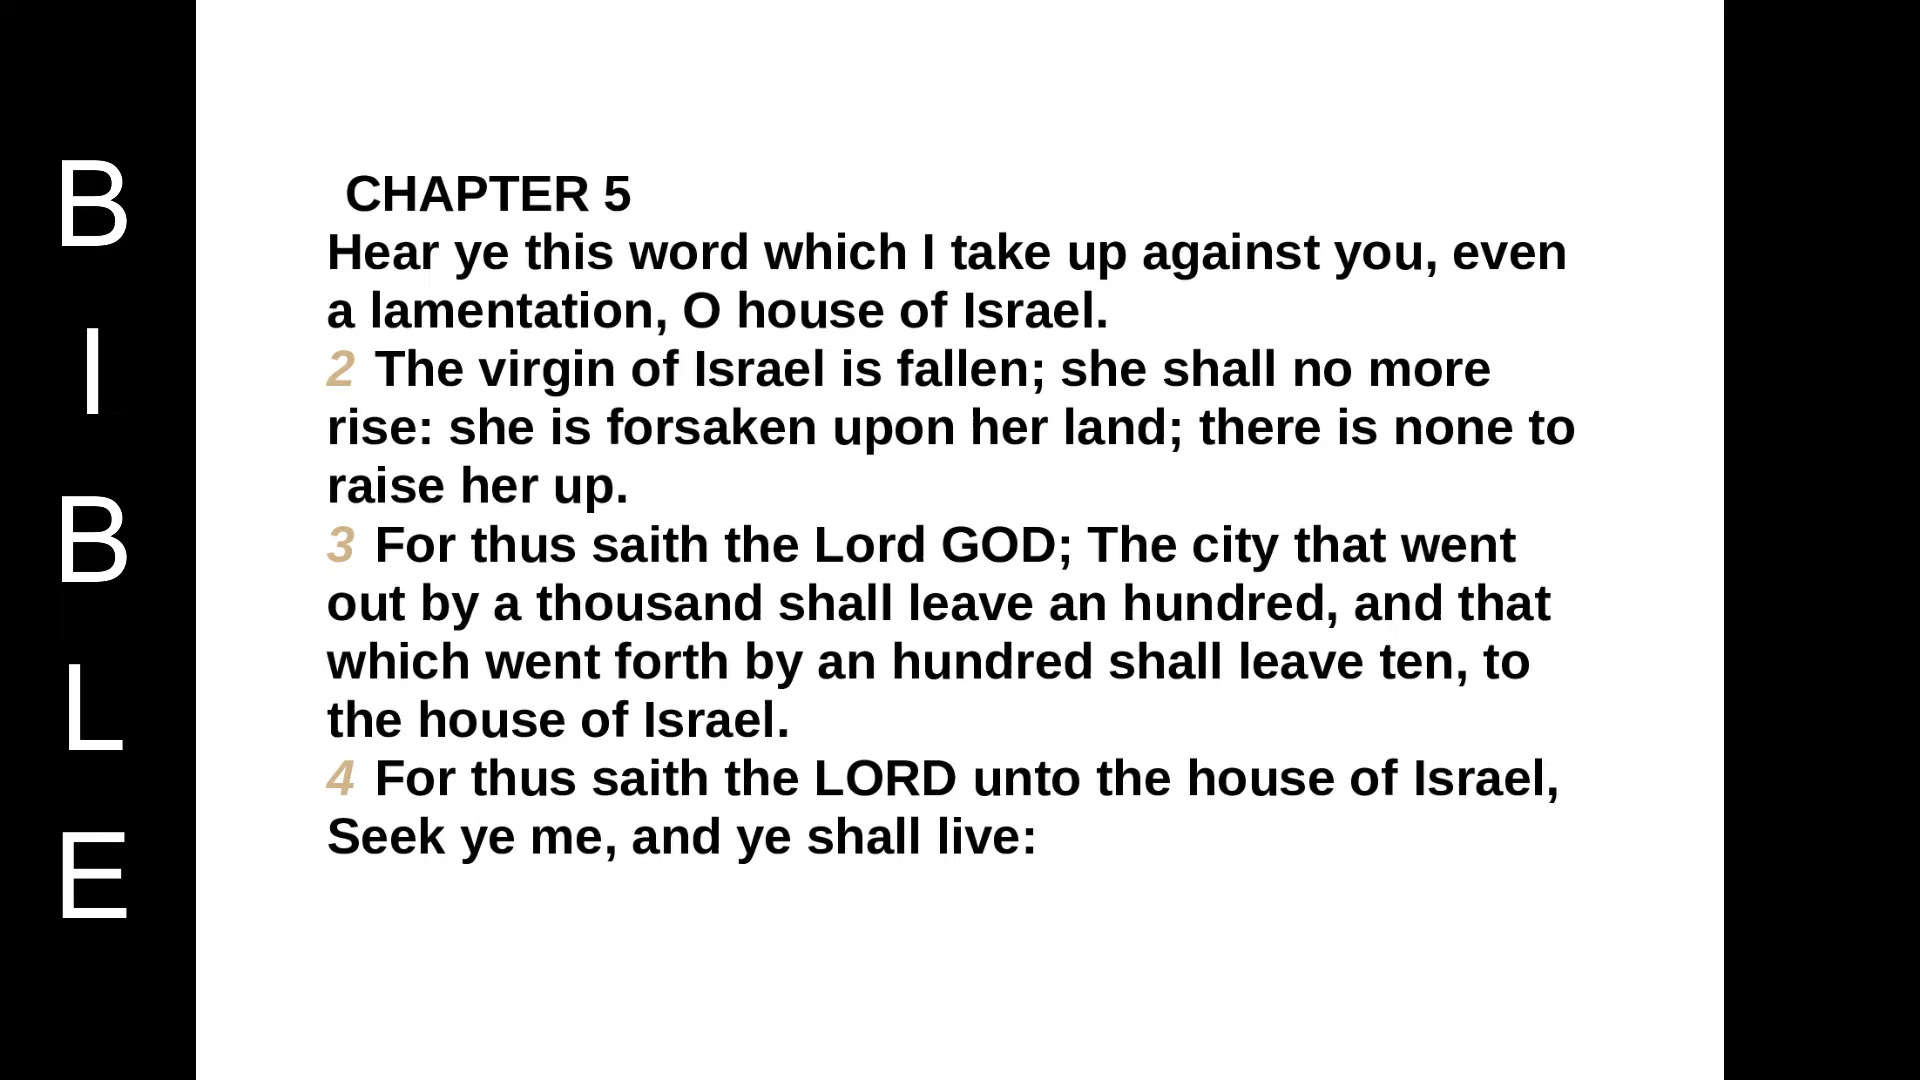 B
I
B
L
E
CHAPTER 5
Hear ye this word which I take up against you, even
a lamentation, O house of Israel.
2 The virgin of Israel is fallen; she shall no more
rise: she is forsaken upon her land; there is none to
raise her up.
3 For thus saith the Lord GOD; The city that went
out by a thousand shall leave an hundred, and that
which went forth by an hundred shall leave ten, to
the house of Israel.
4 For thus saith the LORD unto the house of Israel,
Seek ye me, and ye shall live: